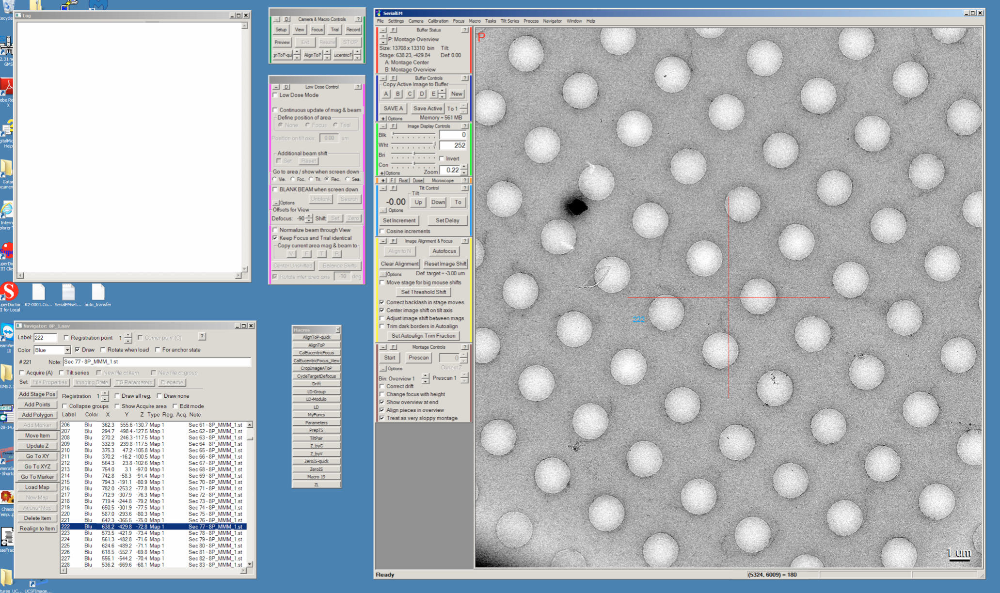 Log
Recycle
2.31 n
GMS
Adobe Re
X
DigitalMic
Help
Gatan
Documen
Intern
Explorer
SuperDo
III Clie
SuperDoctor
II for Local
K2-0001.Co...
SerialEMset...
auto_transfer
TeamView
10
GMS2.3
-28-14.
CameraSe
- Shortc
Chass
Temp...p
DoseFrac
UC...
UCSFImage...
Camera & Macro Controls
Setup View Focus Trial Record
Preview End Resume STOP
gnToP-qui AlignToP ucentricF
Low Dose Control
Low Dose Mode
Continuous update of mag & beam
Define position of area
None Focus Trial
Position on tilt axis: 0.00 um
Additional beam shift
Set Reset
Go to area / show when screen down
Vie. Foc. Tri. Rec. Sea.
BLANK BEAM when screen down
Unblank Search
Options
Offsets for View
Defocus: -90 Shift: Set Zero
Normalize beam through View
Keep Focus and Trial identical
Copy current area mag & beam to
V F T R
Center Unshifted Balance Shifts
Rotate inter-area axis -10 deg
SerialEM
File Settings Camera Calibration Focus Macro Tasks Tilt Series Process Navigator Window Help
Buffer Status
P: Montage Overview
Size: 13708 x 13310 bin Tilt:
Stage: 638.23, -429.84 Def: 0.00
A: Montage Center
B: Montage Overview
Buffer Controls
Copy Active Image to Buffer
A B C D E New
SAVE A Save Active To 1
Options Memory = 561 MB
Image Display Controls
Blk 0
Wht 252
Bri Invert
Con
Options Zoom 0.22
F Float Dose Microscope ?
Tilt Control
Tilt
-0.00 Up Down To
Options
Set Increment Set Delay
Cosine increments
Image Alignment & Focus
Align to N Autofocus
Clear Alignment Reset Image Shift
Options Def. target = -3.00 um
Move stage for big mouse shifts
Set Threshold Shift
Correct backlash in stage moves
Center image shift on tilt axis
Adjust image shift between mags
Trim dark borders in Autoalign
Set Autoalign Trim Fraction
Montage Controls
Start Prescan 0
Current Z
Options
Bin: Overview 1 Prescan 1
Correct drift
Change focus with height
Show overview at end
Align pieces in overview
Treat as very sloppy montage
P
222
1 um
Ready
(5324, 6009) = 180
Macros
AlignToP-quick
AlignToP
CalEucentricFocus
CalEucentricFocus_View
CropImageAToP
CycleTargetDefocus
Drift
LD-Group
LD-Modulo
LD
MyFuncs
Parameters
PrepTS
TiltPair
Z_byG
Z_byV
ZeroIS-quick
ZeroIS
Macro 19
ZL
Navigator: 8P_1.nav
Label: 222 Registration point 1 Corner point (C) ?
Color Blue Draw Rotate when load For anchor state
# 221 Note: Sec 77 - 8P_MMM_1.st
Acquire (A) Tilt series New file at item New file at group
Set: File Properties Imaging State TS Parameters Filename
Add Stage Pos
Add Points
Add Polygon
Add Marker
Move Item
Update Z
Go To XY
Go To XYZ
Go To Marker
Load Map
New Map
Anchor Map
Delete Item
Realign to Item
Registration 1 Draw all reg. Draw none
Collapse groups Show Acquire area Edit mode
Label Color X Y Z Type Reg. Acq. Note
206 Blu 362.3 555.6 -130.7 Map 1 Sec 61 - 8P_MMM_1.st
207 Blu 294.7 498.4 -127.5 Map 1 Sec 62 - 8P_MMM_1.st
208 Blu 270.2 246.3 -117.5 Map 1 Sec 63 - 8P_MMM_1.st
209 Blu 332.9 239.8 -117.5 Map 1 Sec 64 - 8P_MMM_1.st
210 Blu 375.3 47.2 -105.8 Map 1 Sec 65 - 8P_MMM_1.st
211 Blu 370.2 -16.2 -100.5 Map 1 Sec 66 - 8P_MMM_1.st
212 Blu 564.3 23.8 -102.6 Map 1 Sec 67 - 8P_MMM_1.st
213 Blu 754.0 3.1 -97.0 Map 1 Sec 68 - 8P_MMM_1.st
214 Blu 742.8 -58.3 -91.4 Map 1 Sec 69 - 8P_MMM_1.st
215 Blu 794.3 -191.1 -80.9 Map 1 Sec 70 - 8P_MMM_1.st
216 Blu 782.0 -253.2 -77.8 Map 1 Sec 71 - 8P_MMM_1.st
217 Blu 712.9 -307.9 -76.3 Map 1 Sec 72 - 8P_MMM_1.st
218 Blu 719.4 -244.8 -79.2 Map 1 Sec 73 - 8P_MMM_1.st
219 Blu 650.5 -301.9 -77.5 Map 1 Sec 74 - 8P_MMM_1.st
220 Blu 587.0 -293.6 -80.3 Map 1 Sec 75 - 8P_MMM_1.st
221 Blu 642.3 -365.5 -75.0 Map 1 Sec 76 - 8P_MMM_1.st
222 Blu 638.2 -429.8 -72.8 Map 1 Sec 77 - 8P_MMM_1.st
223 Blu 573.5 -421.9 -73.4 Map 1 Sec 78 - 8P_MMM_1.st
224 Blu 561.3 -482.8 -71.6 Map 1 Sec 79 - 8P_MMM_1.st
225 Blu 624.6 -489.2 -71.1 Map 1 Sec 80 - 8P_MMM_1.st
226 Blu 618.5 -552.7 -69.8 Map 1 Sec 81 - 8P_MMM_1.st
227 Blu 556.1 -544.2 -70.4 Map 1 Sec 82 - 8P_MMM_1.st
228 Blu 536.2 -669.6 -68.1 Map 1 Sec 83 - 8P_MMM_1.st